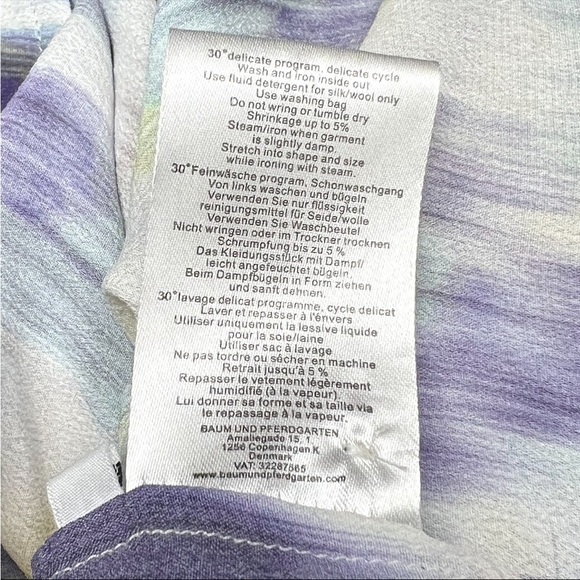 30°delicate program, delicate cycle
Wash and iron inside out
Use fluid detergent for silk/wool only
Use washing bag
Do not wring or tumble dry
Shrinkage up to 5%
Steam/iron when garment
is slightly damp.
Stretch into shape and size
while ironing with steam.
30°Feinwäsche program, Schonwaschgang
Von links waschen und bügeln
Verwenden Sie nur flüssigkeit
reinigungsmittel für Seide/wolle
Verwenden Sie Waschbeutel
Nicht wringen oder im Trockner trocknen
Schrumpfung bis zu 5 %
Das Kleidungsstück mit Dampf/
leicht angefeuchtet bügeln,
Beim Dampfbügeln in Form ziehen
und sanft dehnen.
30°lavage delicat programme, cycle delicat
Laver et repasser à l'énvers
Utiliser uniquement la lessive liquide
pour la soie/laine
Utiliser sac à lavage
Ne pas tordre ou sécher en machine
Retrait jusqu'à 5 %
Repasser le vetement légèrement
humidifié (à la vapeur).
Lui donner sa forme et sa taille via
le repassage à la vapeur.
BAUM UND PFERDGARTEN
Amaliegade 15, 1.
1256 Copenhagen K
Denmark
VAT: 32287565
www.baumundpferdgarten.com